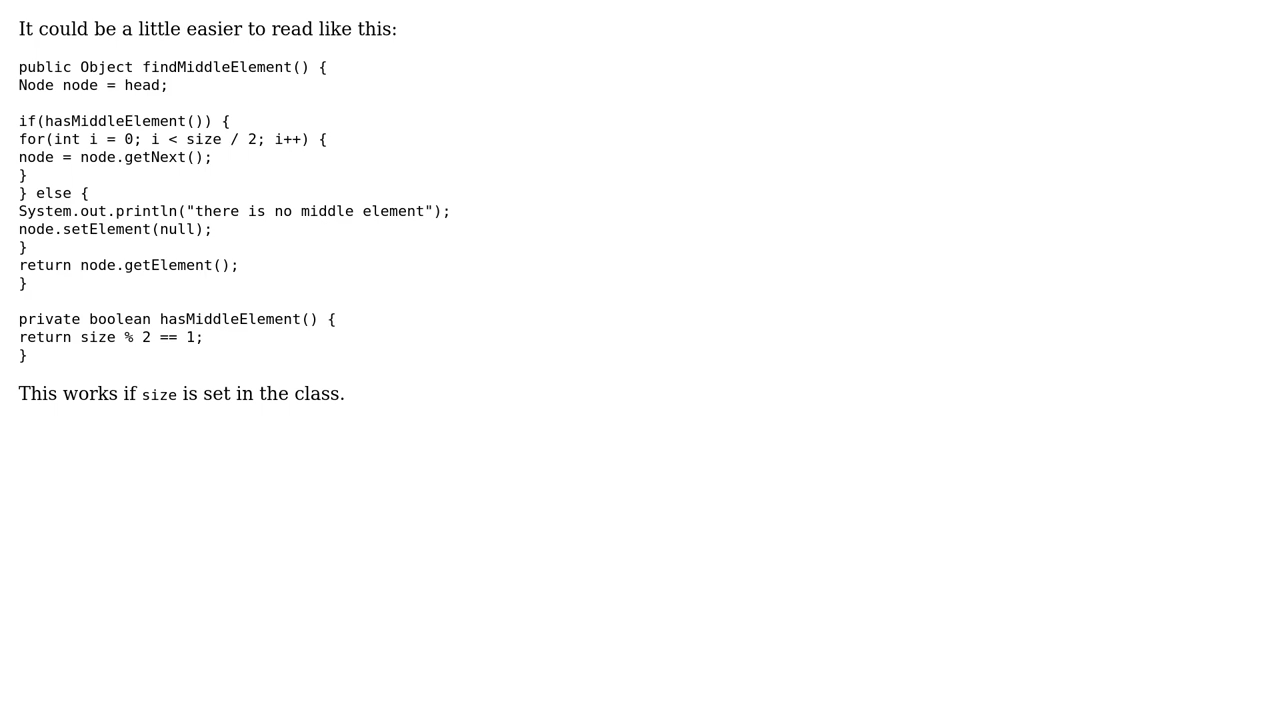 It could be a little easier to read like this:
public Object findMiddleElement() {
Node node = head;
if(hasMiddleElement()) {
for(int i = 0; i < size / 2; i++) {
node = node.getNext();
}
} else {
System.out.println("there is no middle element");
node.setElement(null);
}
return node.getElement();
}
private boolean hasMiddleElement() {
return size % 2 == 1;
}
This works if size is set in the class.